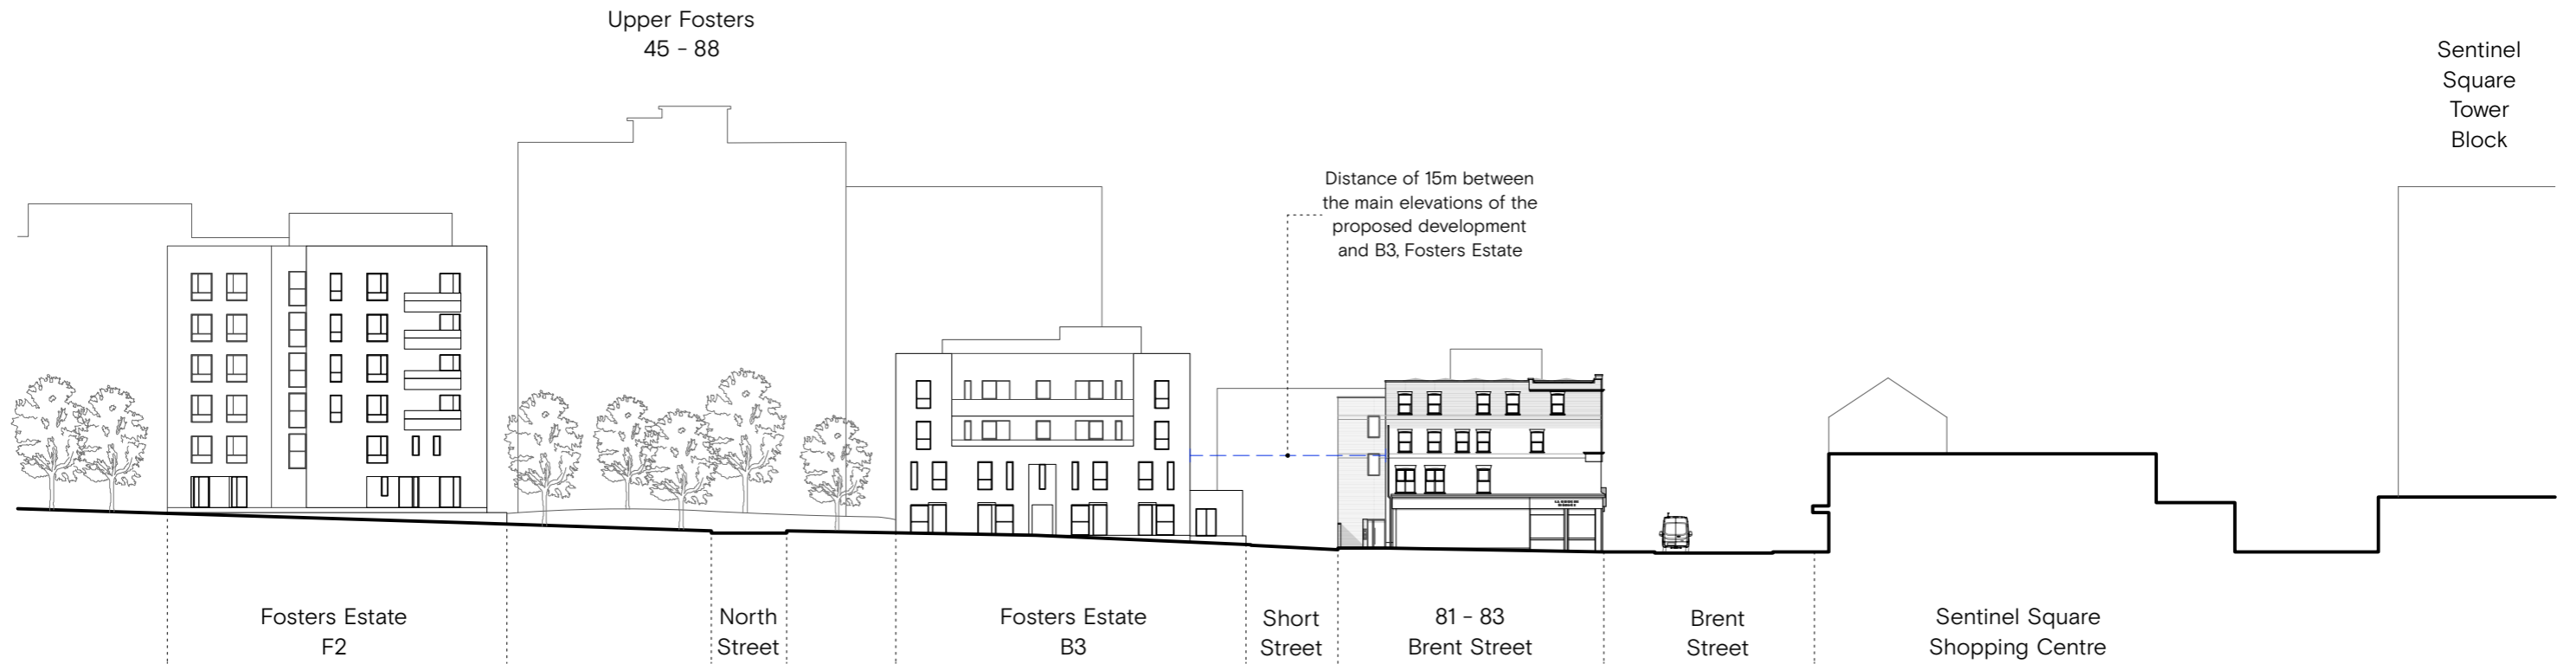 Upper Fosters
45 - 88
Sentinel
Square
Tower
Block
Distance of 15m between
the main elevations of the
proposed development
and B3, Fosters Estate
Fosters Estate
F2
North
Street
Fosters Estate
B3
Short
Street
81 - 83
Brent Street
Brent
Street
Sentinel Square
Shopping Centre